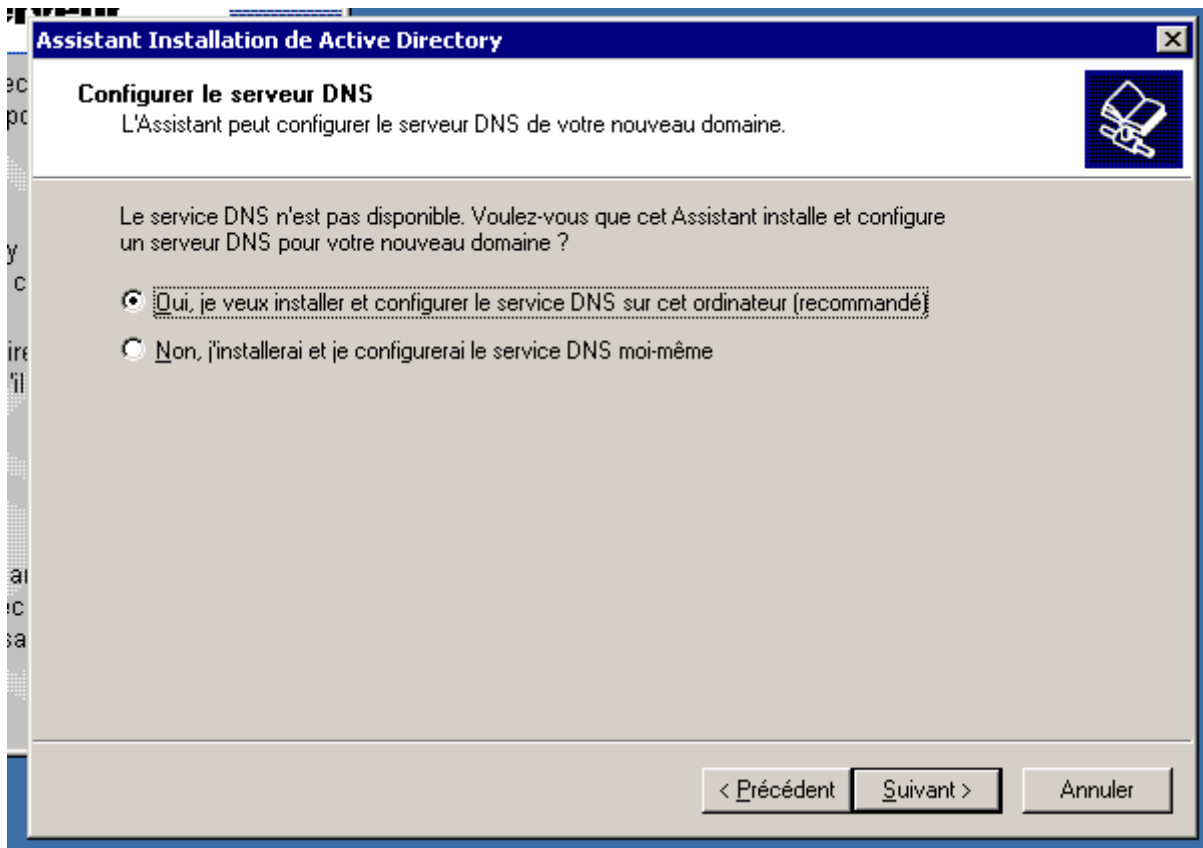 Assistant Installation de Active Directory
Configurer le serveur DNS
L'Assistant peut configurer le serveur DNS de votre nouveau domaine.
Le service DNS n'est pas disponible. Voulez-vous que cet Assistant installe et configure
un serveur DNS pour votre nouveau domaine ?
Oui, je veux installer et configurer le service DNS sur cet ordinateur (recommandé)
Non, j'installerai et je configurerai le service DNS moi-même
< Précédent
Suivant >
Annuler